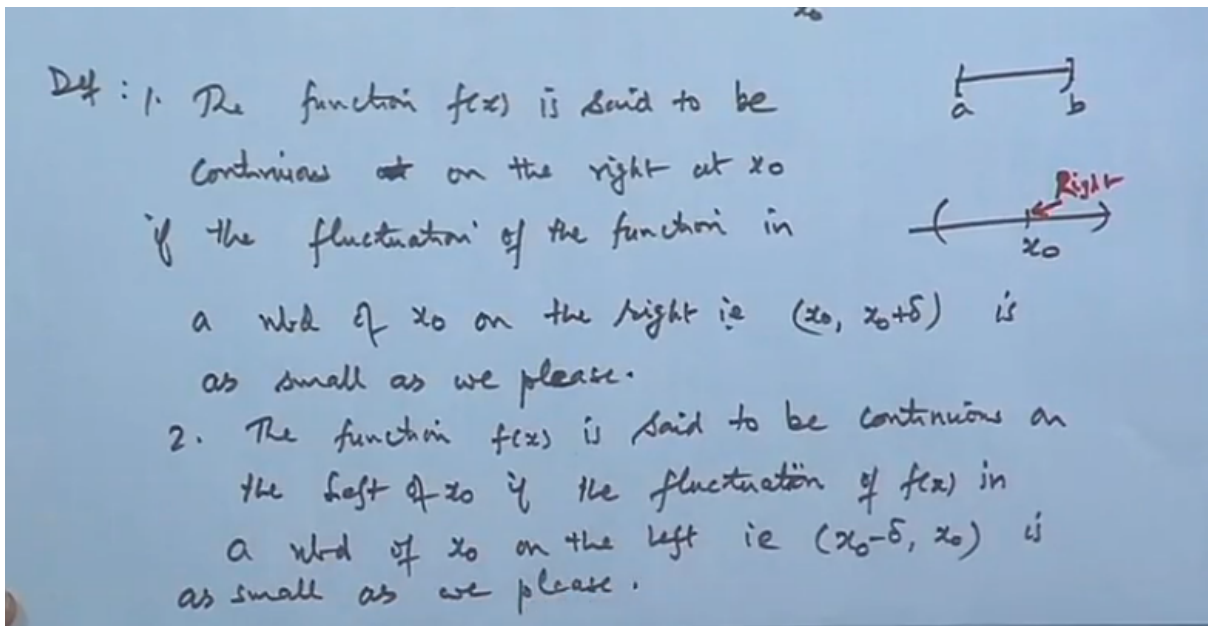 x₀
Def : 1. The function f(x) is said to be
a b
continuous on the right at x₀
Right
if the fluctuation of the function in
x₀
a nbd of x₀ on the right ie (x₀, x₀+δ) is
as small as we please.
2. The function f(x) is said to be continuous on
the Left of x₀ if the fluctuation of f(x) in
a nbd of x₀ on the left ie (x₀-δ, x₀) is
as small as we please.